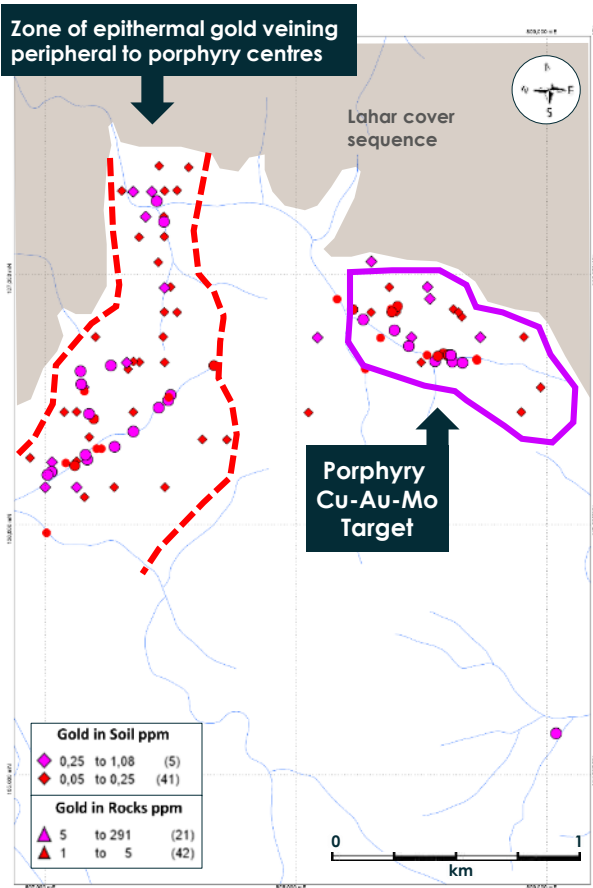 Zone of epithermal gold veining
peripheral to porphyry centres
N
W E
S
Lahar cover
sequence
Porphyry
Cu-Au-Mo
Target
Gold in Soil ppm
0,25 to 1,08 (5)
0,05 to 0,25 (41)
Gold in Rocks ppm
5 to 291 (21)
1 to 5 (42)
0 1
km